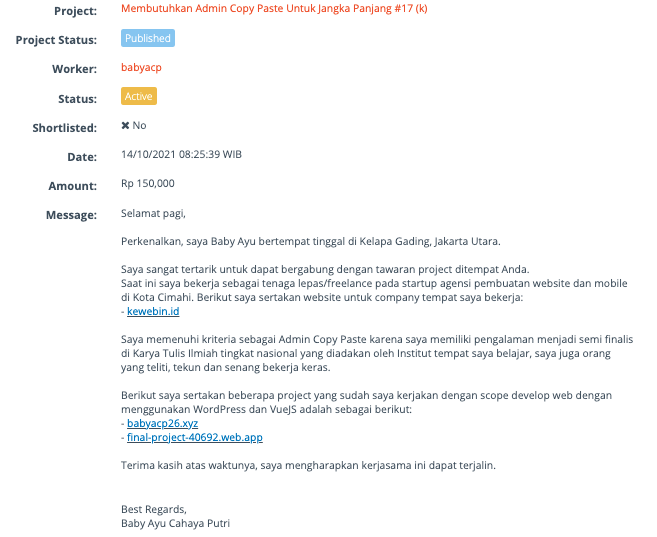 Project: Membutuhkan Admin Copy Paste Untuk Jangka Panjang #17 (k)
Project Status: Published
Worker: babyacp
Status: Active
Shortlisted: ✖ No
Date: 14/10/2021 08:25:39 WIB
Amount: Rp 150,000
Message: Selamat pagi,
Perkenalkan, saya Baby Ayu bertempat tinggal di Kelapa Gading, Jakarta Utara.
Saya sangat tertarik untuk dapat bergabung dengan tawaran project ditempat Anda.
Saat ini saya bekerja sebagai tenaga lepas/freelance pada startup agensi pembuatan website dan mobile
di Kota Cimahi. Berikut saya sertakan website untuk company tempat saya bekerja:
- kewebin.id
Saya memenuhi kriteria sebagai Admin Copy Paste karena saya memiliki pengalaman menjadi semi finalis
di Karya Tulis Ilmiah tingkat nasional yang diadakan oleh Institut tempat saya belajar, saya juga orang
yang teliti, tekun dan senang bekerja keras.
Berikut saya sertakan beberapa project yang sudah saya kerjakan dengan scope develop web dengan
menggunakan WordPress dan VueJS adalah sebagai berikut:
- babyacp26.xyz
- final-project-40692.web.app
Terima kasih atas waktunya, saya mengharapkan kerjasama ini dapat terjalin.
Best Regards,
Baby Ayu Cahaya Putri